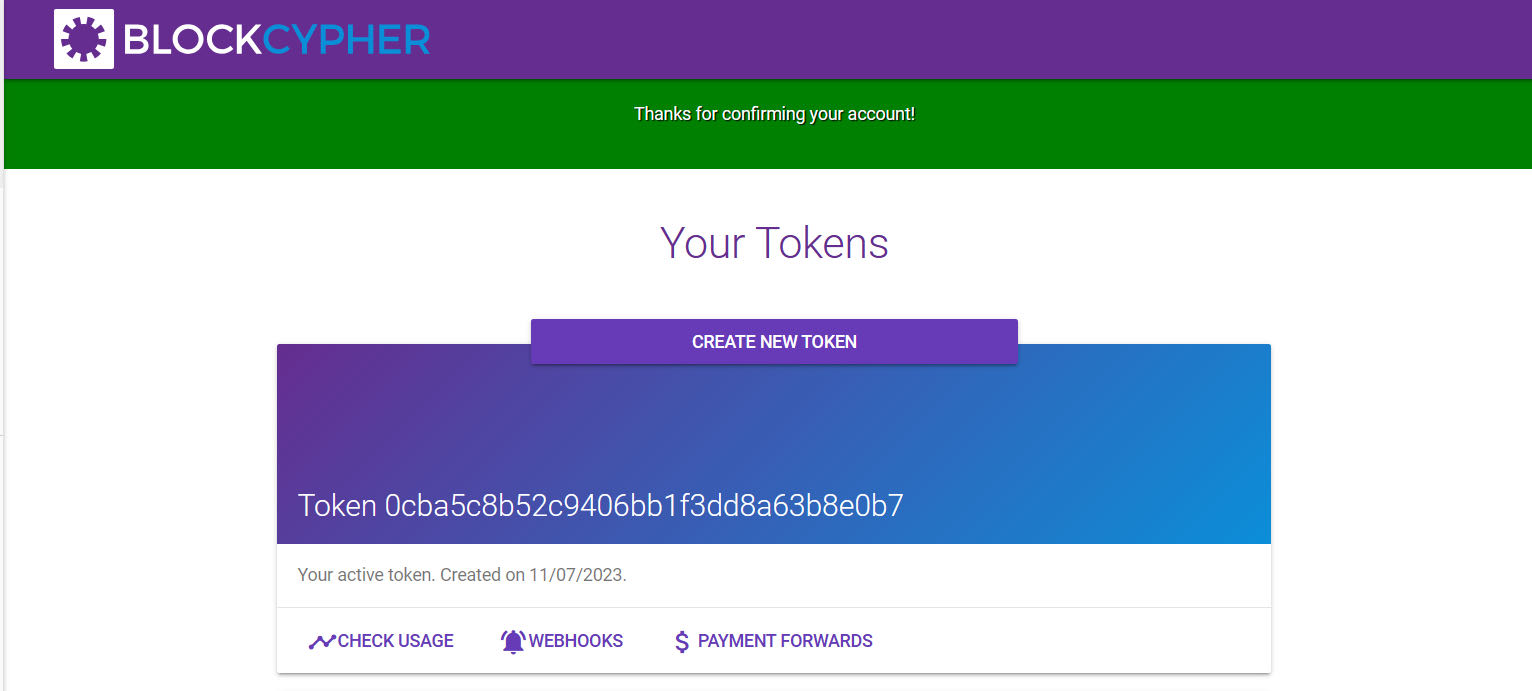 BLOCKCYPHER
Thanks for confirming your account!
Your Tokens
CREATE NEW TOKEN
Token 0cba5c8b52c9406bb1f3dd8a63b8e0b7
Your active token. Created on 11/07/2023.
CHECK USAGE WEBHOOKS PAYMENT FORWARDS